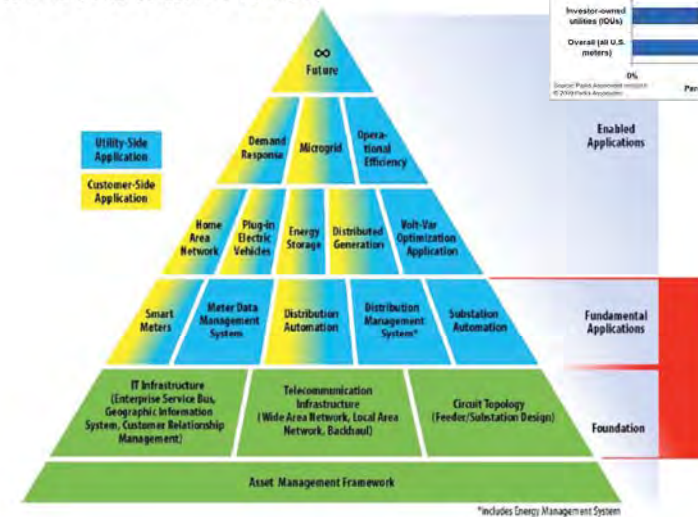 Investor-owned
utilities (IOUs)
Overall (all U.S.
meters)
0%
∞
Future
Utility-Side
Application
Customer-Side
Application
Demand
Response
Microgrid
Opera-
tional
Efficiency
Enabled
Applications
Home
Area
Network
Plug-in
Electric
Vehicles
Energy
Storage
Distributed
Generation
Volt-Var
Optimization
Application
Smart
Meters
Meter Data
Management
System
Distribution
Automation
Distribution
Management
System*
Substation
Automation
Fundamental
Applications
IT Infrastructure
(Enterprise Service Bus,
Geographic Information
System, Customer Relationship
Management)
Telecommunication
Infrastructure
(Wide Area Network, Local Area
Network, Backhaul)
Circuit Topology
(Feeder/Substation Design)
Foundation
Asset Management Framework
*Includes Energy Management System